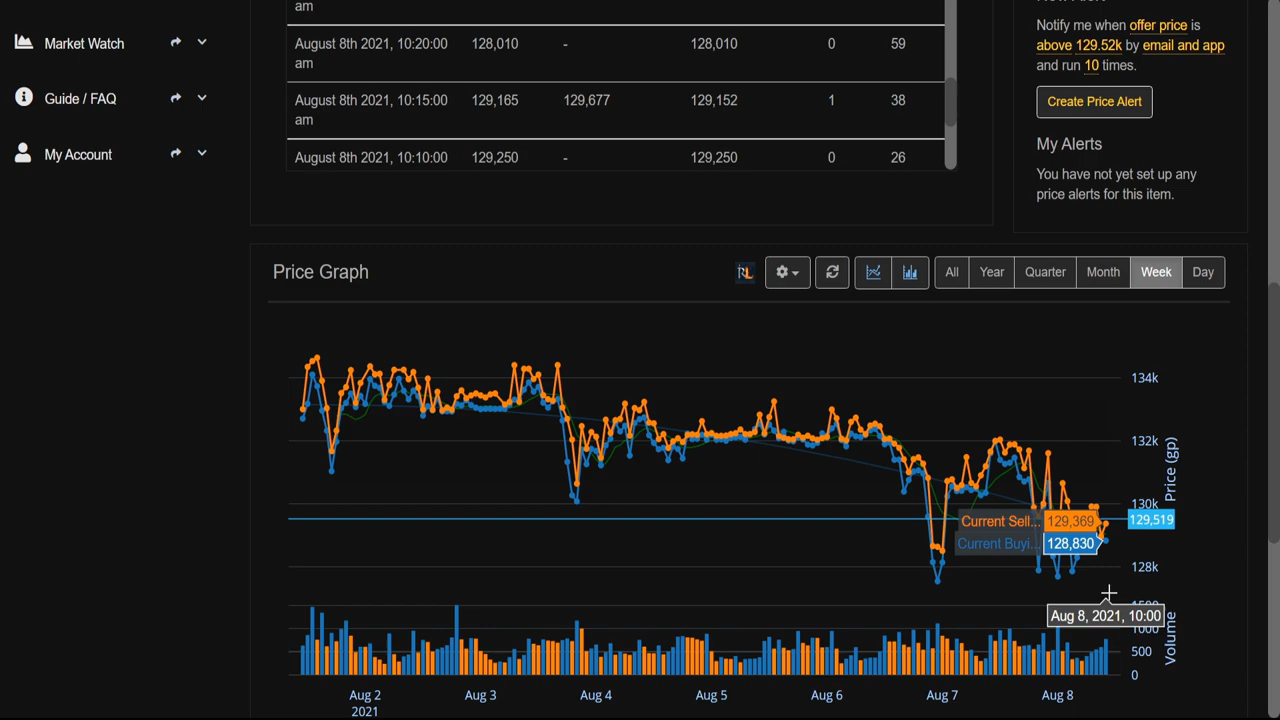 am
August 8th 2021, 10:20:00 128,010 - 128,010 0 59
am
August 8th 2021, 10:15:00 129,165 129,677 129,152 1 38
am
August 8th 2021, 10:10:00 129,250 - 129,250 0 26
Market Watch
Guide / FAQ
My Account
Notify me when offer price is
above 129.52k by email and app
and run 10 times.
Create Price Alert
My Alerts
You have not yet set up any
price alerts for this item.
Price Graph
All Year Quarter Month Week Day
134k
132k
130k
128k
Price (gp)
129,519
Current Sell... 129,369
Current Buyi... 128,830
Aug 8, 2021, 10:00
1000
500
0
Volume
Aug 2 Aug 3 Aug 4 Aug 5 Aug 6 Aug 7 Aug 8
2021